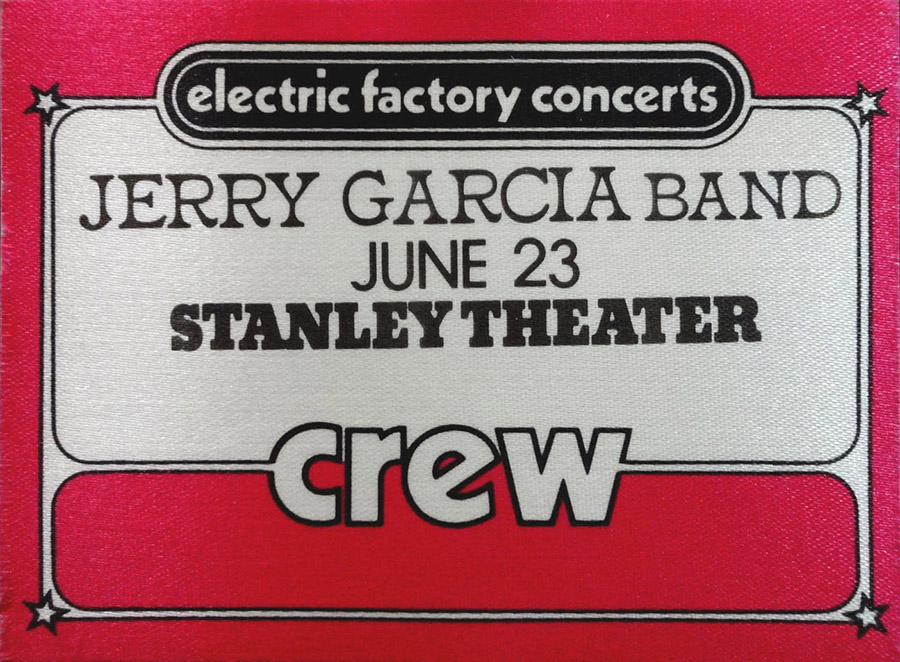 electric factory concerts
JERRY GARCIA BAND
JUNE 23
STANLEY THEATER
crew